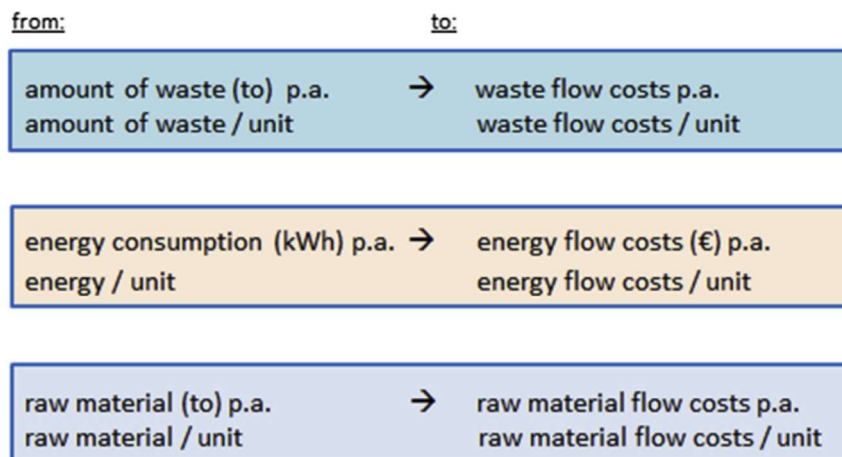 from: to:
amount of waste (to) p.a. → waste flow costs p.a.
amount of waste / unit waste flow costs / unit
energy consumption (kWh) p.a. → energy flow costs (€) p.a.
energy / unit energy flow costs / unit
raw material (to) p.a. → raw material flow costs p.a.
raw material / unit raw material flow costs / unit